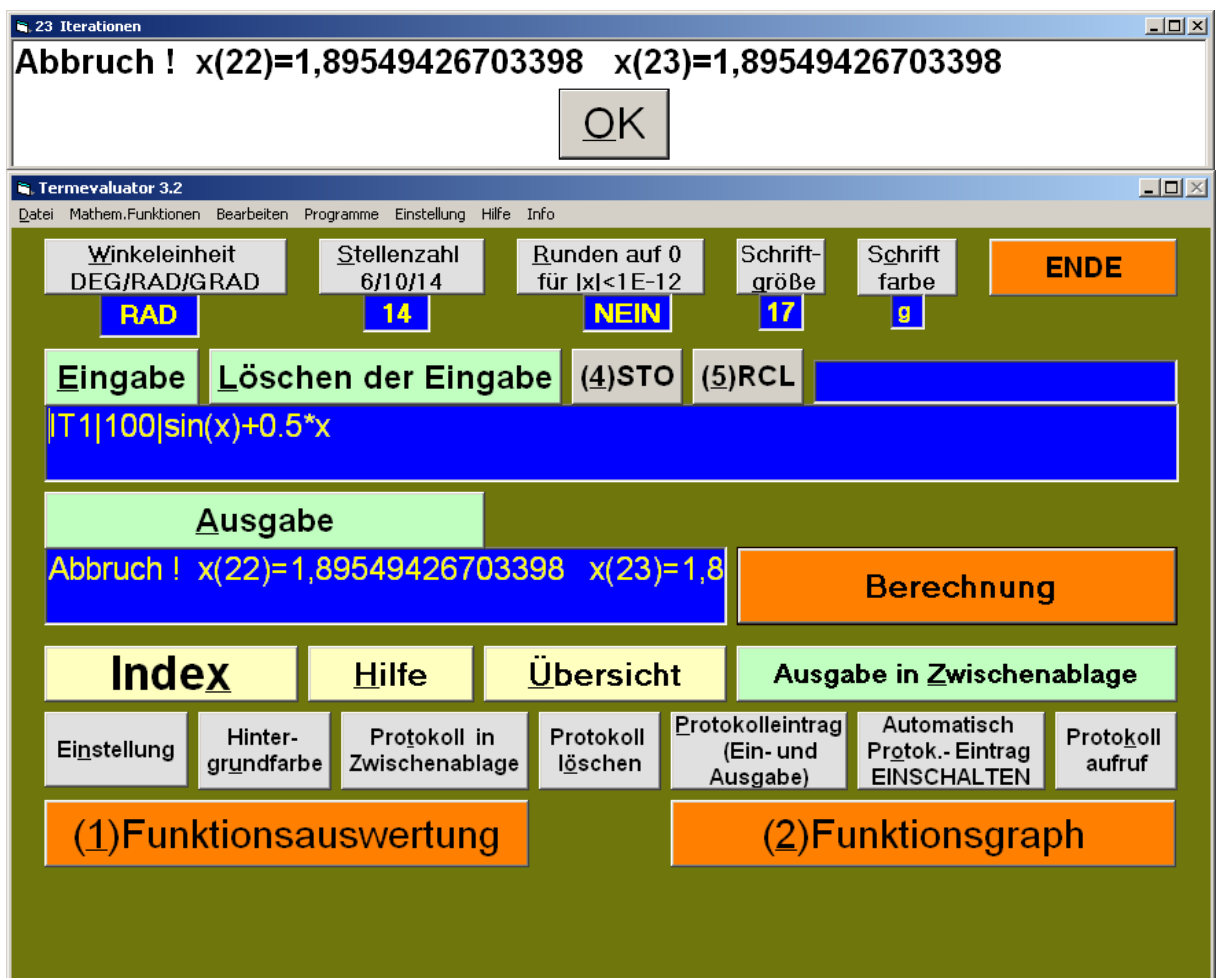 23 Iterationen
Abbruch ! x(22)=1,89549426703398 x(23)=1,89549426703398
OK
Termevaluator 3.2
Datei Mathem.Funktionen Bearbeiten Programme Einstellung Hilfe Info
Winkeleinheit
DEG/RAD/GRAD
RAD
Stellenzahl
6/10/14
14
Runden auf 0
für |x|<1E-12
NEIN
Schrift-
größe
17
Schrift
farbe
g
ENDE
Eingabe
Löschen der Eingabe
(4)STO
(5)RCL
IT1|100|sin(x)+0.5*x
Ausgabe
Abbruch ! x(22)=1,89549426703398 x(23)=1,8
Berechnung
Index
Hilfe
Übersicht
Ausgabe in Zwischenablage
Einstellung
Hinter-
grundfarbe
Protokoll in
Zwischenablage
Protokoll
löschen
Protokolleintrag
(Ein- und
Ausgabe)
Automatisch
Protok.- Eintrag
EINSCHALTEN
Protokoll
aufruf
(1)Funktionsauswertung
(2)Funktionsgraph